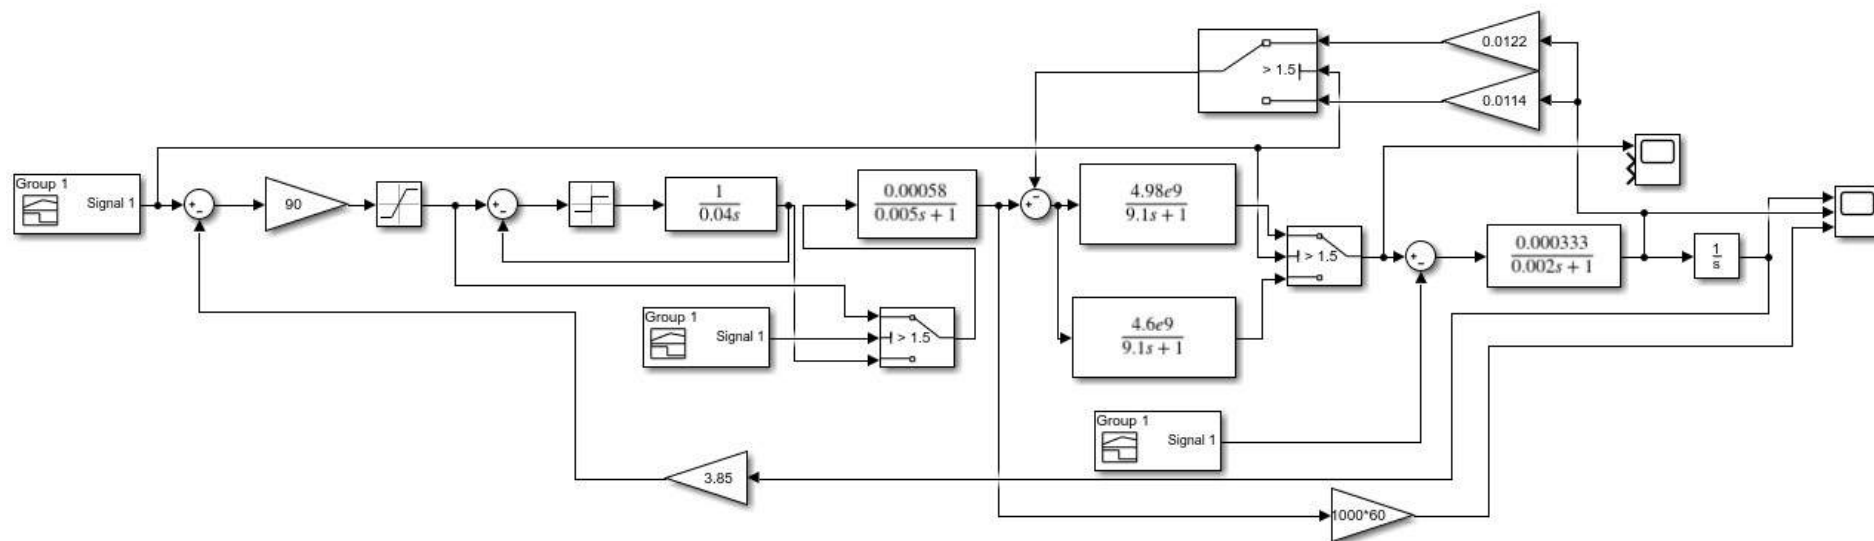 0.0122
> 1.5
0.0114
Group 1
Signal 1
+
-
90
+
-
1
0.04s
0.00058
0.005s + 1
+
-
4.98e9
9.1s + 1
> 1.5
+
-
0.000333
0.002s + 1
1
s
Group 1
Signal 1
> 1.5
4.6e9
9.1s + 1
Group 1
Signal 1
3.85
1000*60